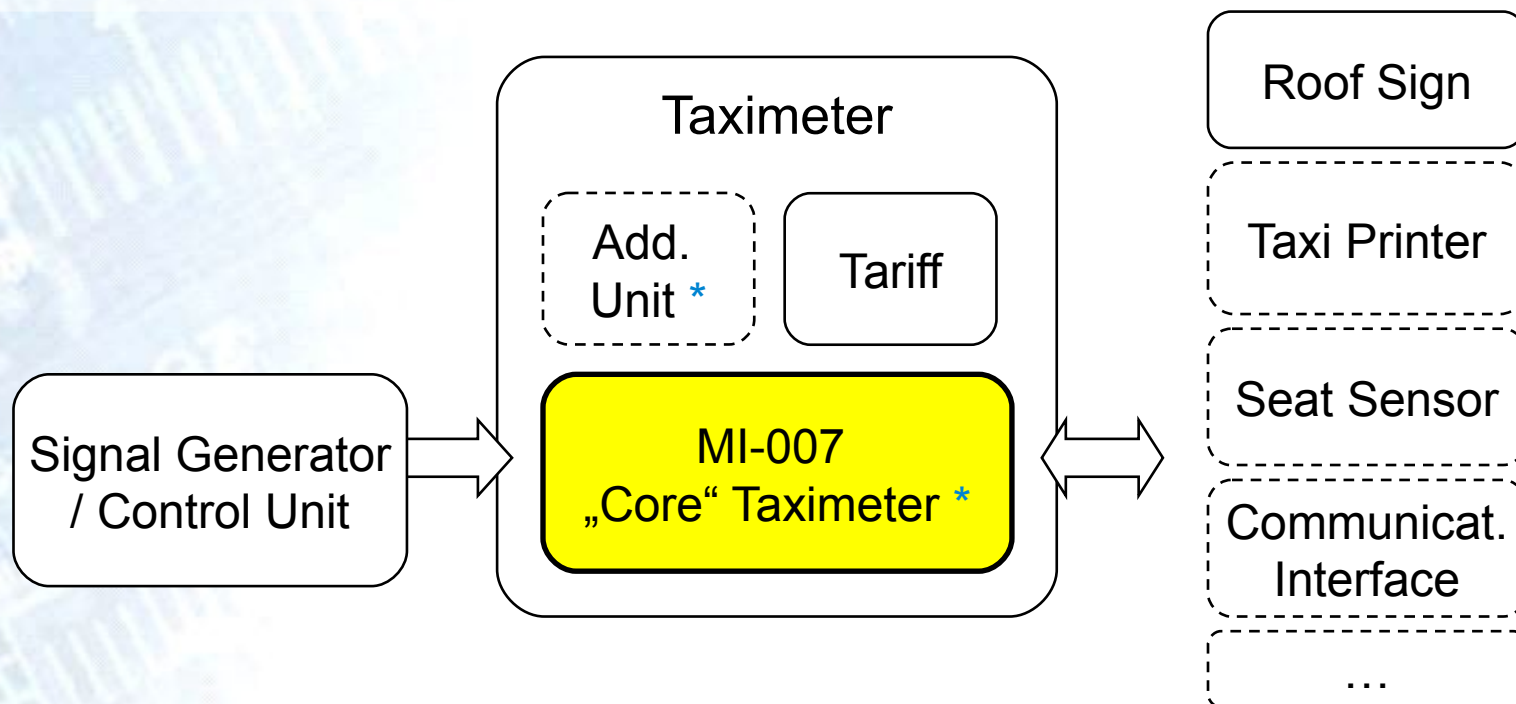 Taximeter
Add.
Unit *
Tariff
Signal Generator
/ Control Unit
MI-007
„Core“ Taximeter *
Roof Sign
Taxi Printer
Seat Sensor
Communicat.
Interface
…